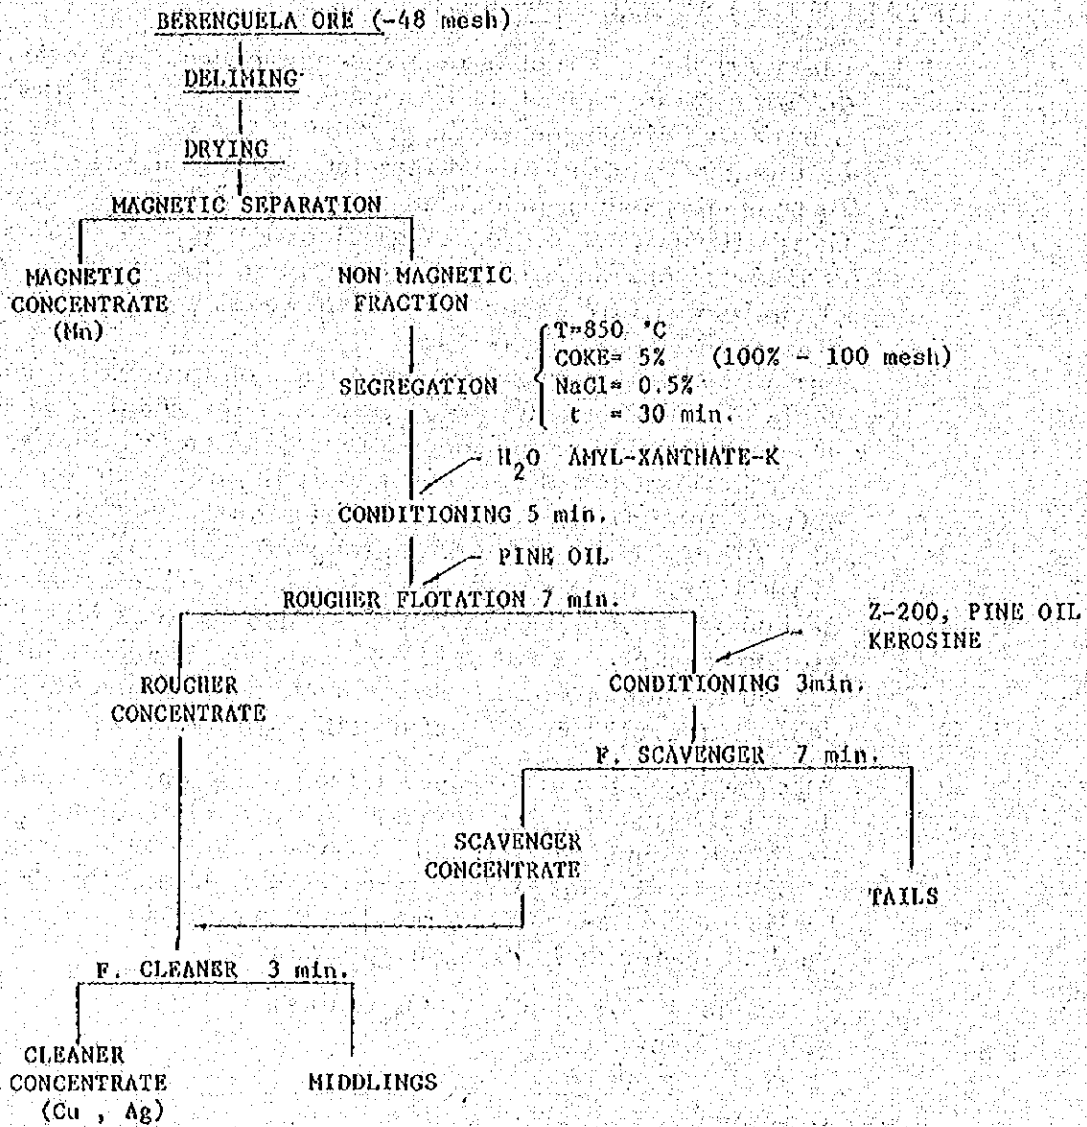 BERENGUELA ORE (-48 mesh)
DELIMING
DRYING
MAGNETIC SEPARATION
MAGNETIC
CONCENTRATE
(Mn)
NON MAGNETIC
FRACTION
SEGREGATION
T=850 °C
COKE= 5% (100% - 100 mesh)
NaCl= 0.5%
t = 30 min.
H₂O AMYL-XANTHATE-K
CONDITIONING 5 min.
PINE OIL
ROUGHER FLOTATION 7 min.
Z-200, PINE OIL
KEROSINE
ROUGHER
CONCENTRATE
CONDITIONING 3min.
F. SCAVENGER 7 min.
SCAVENGER
CONCENTRATE
TAILS
F. CLEANER 3 min.
CLEANER
CONCENTRATE
(Cu , Ag)
MIDDLINGS